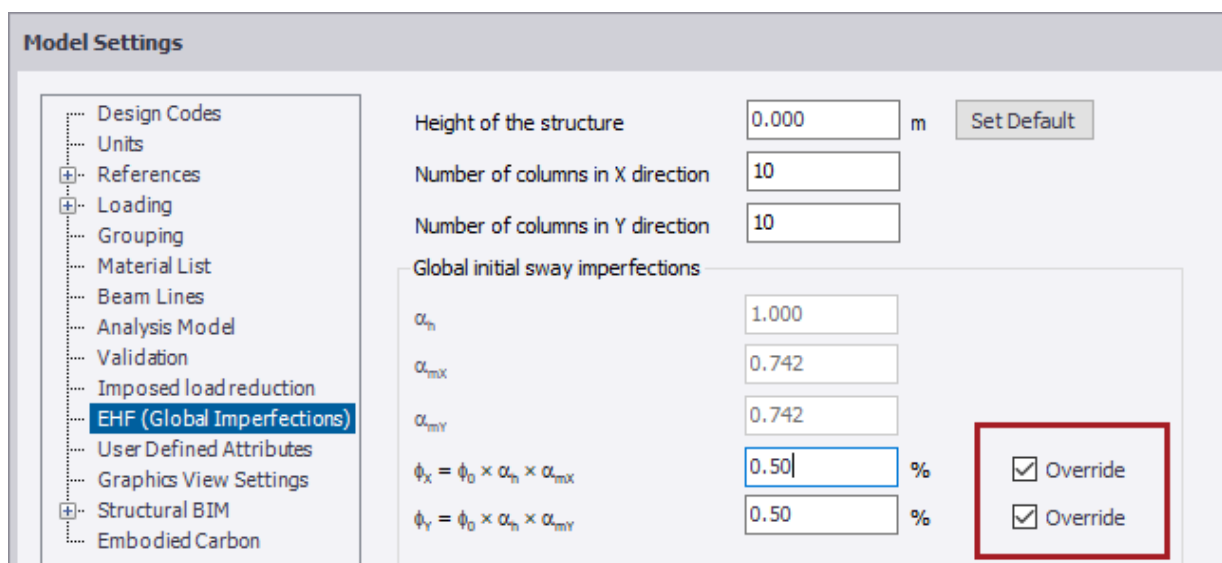 Model Settings
Design Codes
Units
References
Loading
Grouping
Material List
Beam Lines
Analysis Model
Validation
Imposed load reduction
EHF (Global Imperfections)
User Defined Attributes
Graphics View Settings
Structural BIM
Embodied Carbon
Height of the structure 0.000 m Set Default
Number of columns in X direction 10
Number of columns in Y direction 10
Global initial sway imperfections
αh 1.000
αmX 0.742
αmY 0.742
ϕX = ϕ0 × αh × αmX 0.50 % Override
ϕY = ϕ0 × αh × αmY 0.50 % Override